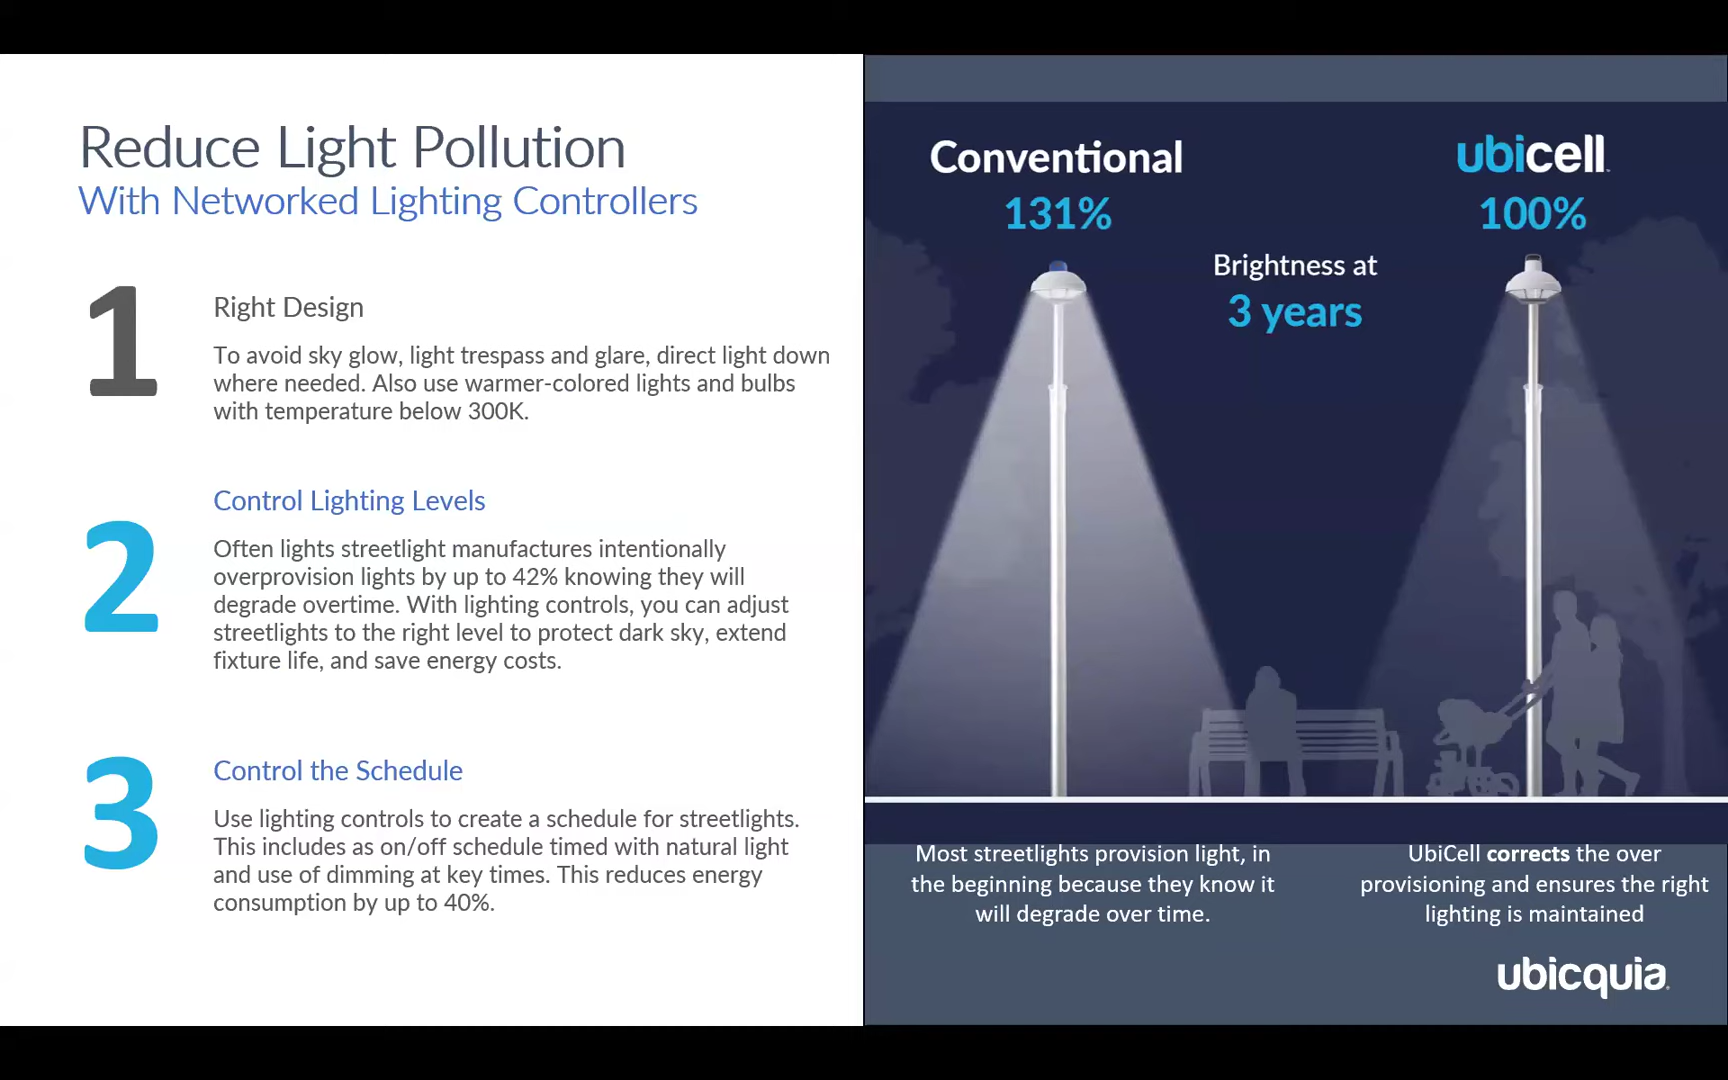 Reduce Light Pollution
With Networked Lighting Controllers
1
Right Design
To avoid sky glow, light trespass and glare, direct light down
where needed. Also use warmer-colored lights and bulbs
with temperature below 300K.
2
Control Lighting Levels
Often lights streetlight manufactures intentionally
overprovision lights by up to 42% knowing they will
degrade overtime. With lighting controls, you can adjust
streetlights to the right level to protect dark sky, extend
fixture life, and save energy costs.
3
Control the Schedule
Use lighting controls to create a schedule for streetlights.
This includes as on/off schedule timed with natural light
and use of dimming at key times. This reduces energy
consumption by up to 40%.
Conventional
131%
ubicell
100%
Brightness at
3 years
Most streetlights provision light, in
the beginning because they know it
will degrade over time.
UbiCell corrects the over
provisioning and ensures the right
lighting is maintained
ubicquia